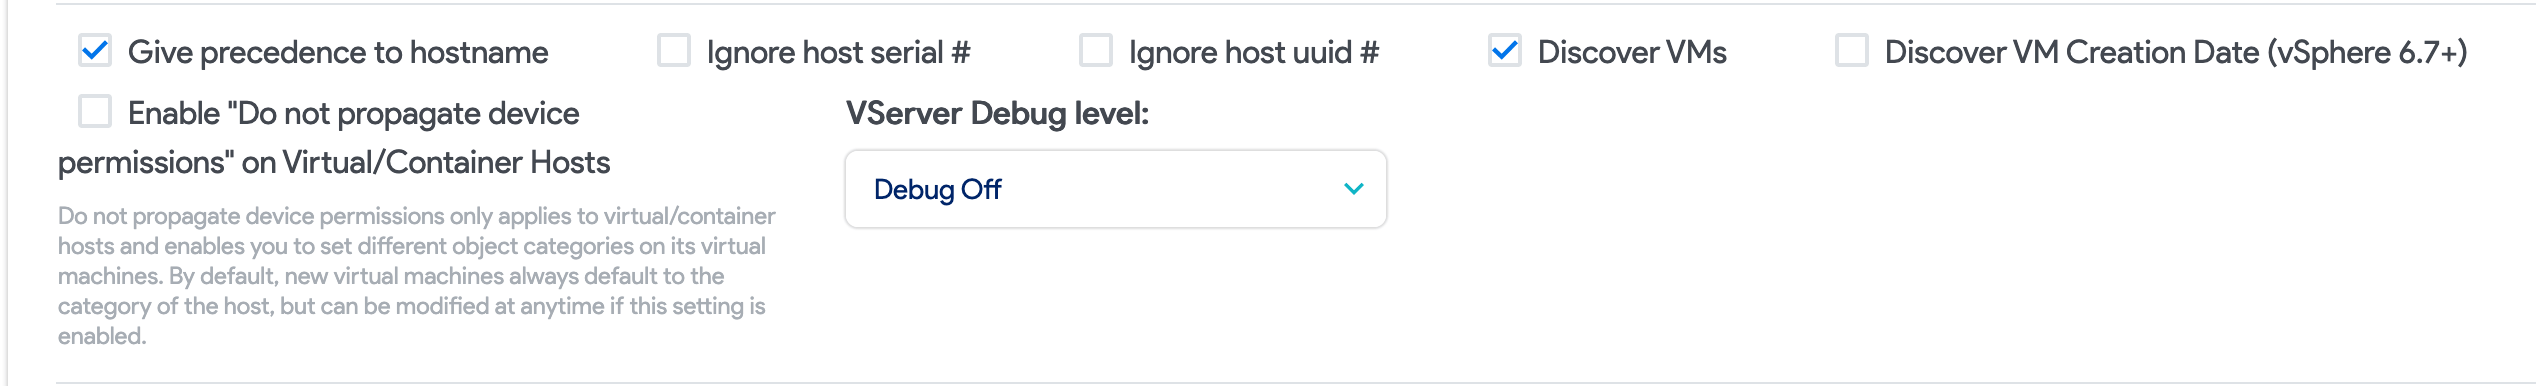 Give precedence to hostname
Ignore host serial #
Ignore host uuid #
Discover VMs
Discover VM Creation Date (vSphere 6.7+)
Enable "Do not propagate device
permissions" on Virtual/Container Hosts
Do not propagate device permissions only applies to virtual/container
hosts and enables you to set different object categories on its virtual
machines. By default, new virtual machines always default to the
category of the host, but can be modified at anytime if this setting is
enabled.
VServer Debug level:
Debug Off